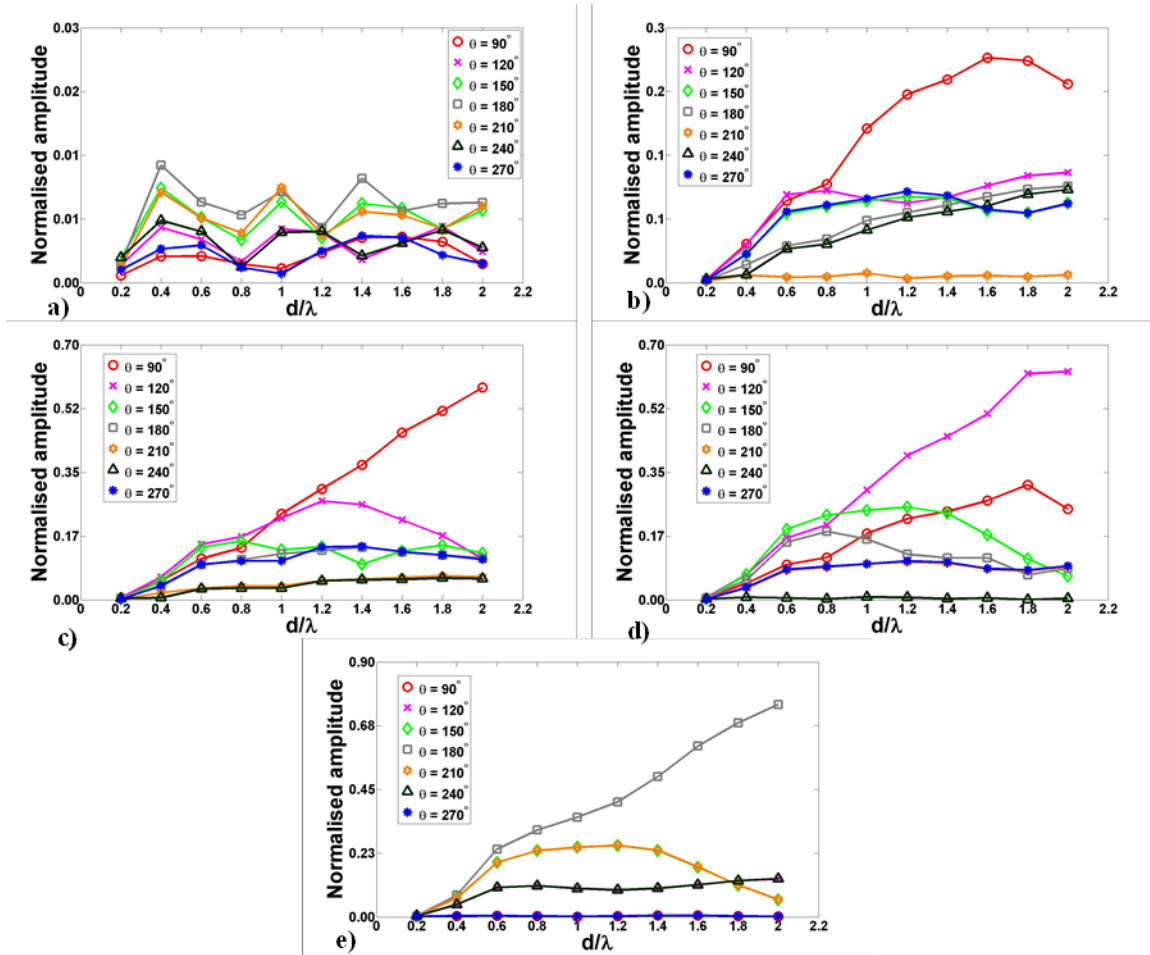 0.03
0.02
0.01
0.01
0.00
Normalised amplitude
θ = 90°
θ = 120°
θ = 150°
θ = 180°
θ = 210°
θ = 240°
θ = 270°
0 0.2 0.4 0.6 0.8 1 1.2 1.4 1.6 1.8 2 2.2
d/λ
a)
0.3
0.2
0.1
0.1
0.00
Normalised amplitude
θ = 90°
θ = 120°
θ = 150°
θ = 180°
θ = 210°
θ = 240°
θ = 270°
0 0.2 0.4 0.6 0.8 1 1.2 1.4 1.6 1.8 2 2.2
d/λ
b)
0.70
0.52
0.35
0.17
0.00
Normalised amplitude
θ = 90°
θ = 120°
θ = 150°
θ = 180°
θ = 210°
θ = 240°
θ = 270°
0 0.2 0.4 0.6 0.8 1 1.2 1.4 1.6 1.8 2 2.2
d/λ
c)
0.70
0.52
0.35
0.17
0.00
Normalised amplitude
θ = 90°
θ = 120°
θ = 150°
θ = 180°
θ = 210°
θ = 240°
θ = 270°
0 0.2 0.4 0.6 0.8 1 1.2 1.4 1.6 1.8 2 2.2
d/λ
d)
0.90
0.68
0.45
0.23
0.00
Normalised amplitude
θ = 90°
θ = 120°
θ = 150°
θ = 180°
θ = 210°
θ = 240°
θ = 270°
0 0.2 0.4 0.6 0.8 1 1.2 1.4 1.6 1.8 2 2.2
d/λ
e)